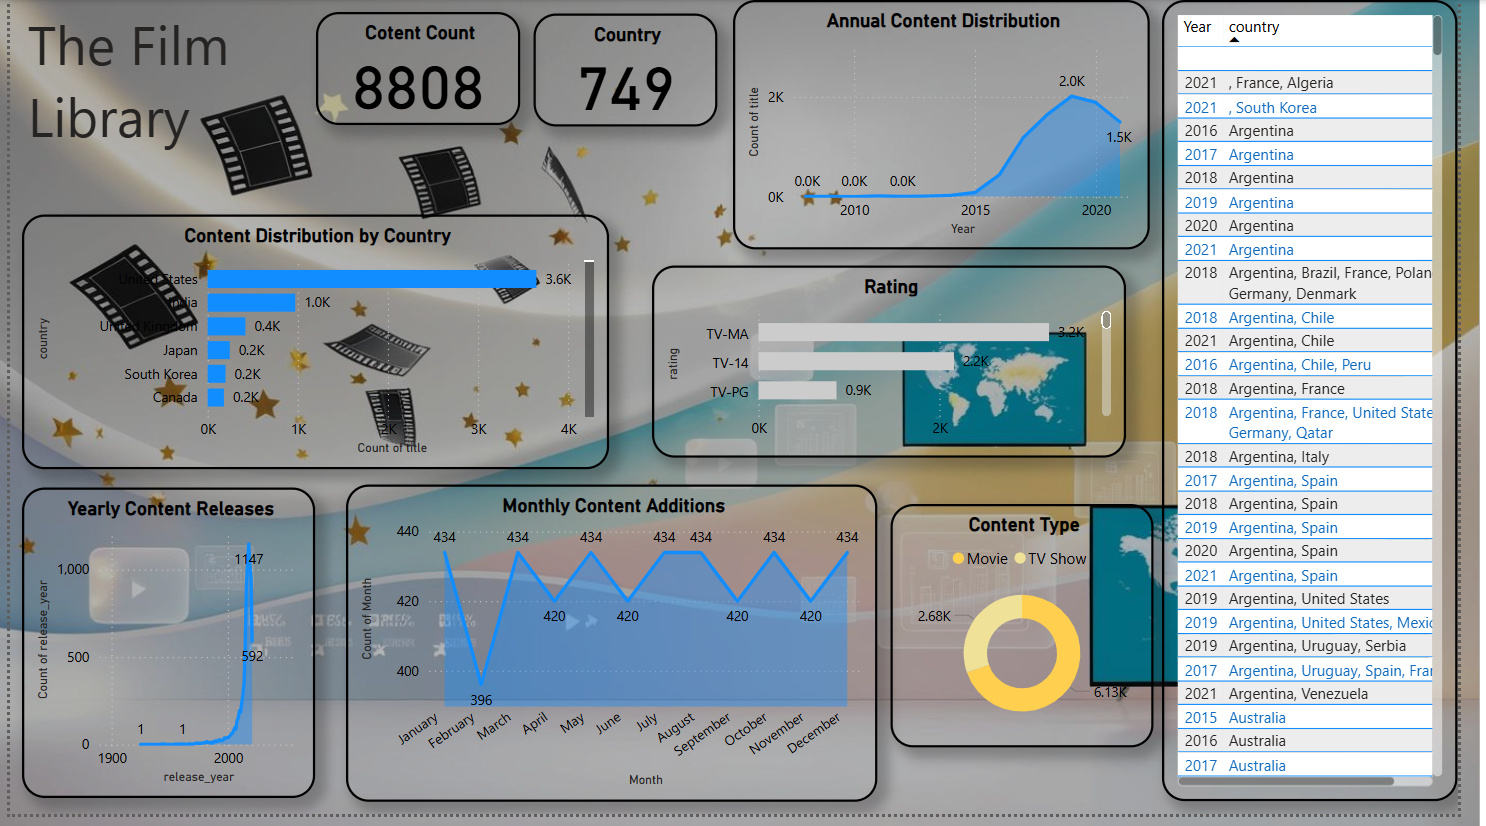 The Film
Library
Cotent Count
8808
Country
749
Annual Content Distribution
Count of title
2K
0K
0.0K 0.0K 0.0K
2.0K
1.5K
2010 2015 2020
Year
Content Distribution by Country
country
United States 3.6K
India 1.0K
United Kingdom 0.4K
Japan 0.2K
South Korea 0.2K
Canada 0.2K
0K 1K 2K 3K 4K
Count of title
Rating
rating
TV-MA 3.2K
TV-14 2.2K
TV-PG 0.9K
0K 2K
Yearly Content Releases
Count of release_year
1,000
500
0
1147
592
1 1
1900 2000
release_year
Monthly Content Additions
Count of Month
440
420
400
434 434 434 434 434 434 434
420 420 420 420
396
January February March April May June July August September October November December
Month
Content Type
Movie TV Show
2.68K
6.13K
Year country
2021 , France, Algeria
2021 , South Korea
2016 Argentina
2017 Argentina
2018 Argentina
2019 Argentina
2020 Argentina
2021 Argentina
2018 Argentina, Brazil, France, Polan
Germany, Denmark
2018 Argentina, Chile
2021 Argentina, Chile
2016 Argentina, Chile, Peru
2018 Argentina, France
2018 Argentina, France, United State
Germany, Qatar
2018 Argentina, Italy
2017 Argentina, Spain
2018 Argentina, Spain
2019 Argentina, Spain
2020 Argentina, Spain
2021 Argentina, Spain
2019 Argentina, United States
2019 Argentina, United States, Mexic
2019 Argentina, Uruguay, Serbia
2017 Argentina, Uruguay, Spain, Fran
2021 Argentina, Venezuela
2015 Australia
2016 Australia
2017 Australia